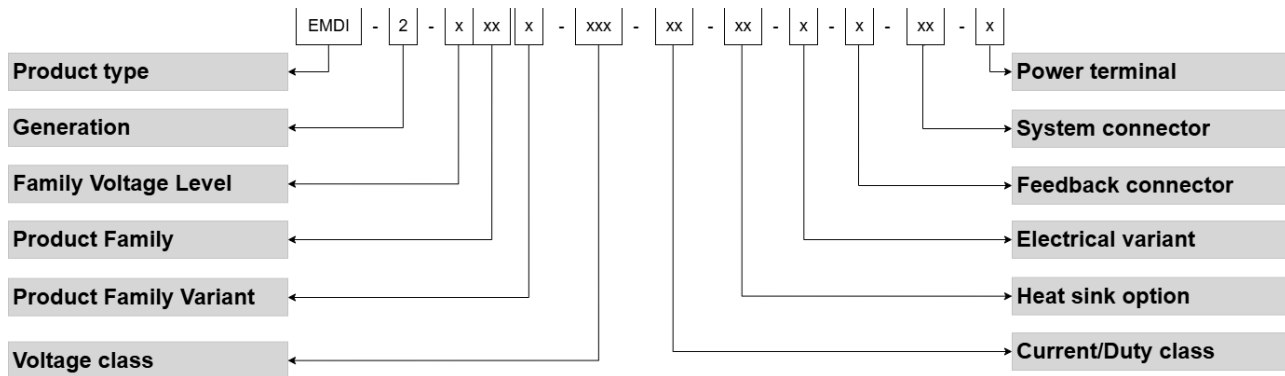 EMDI - 2 - x xx x - xxx - xx - xx - x - x - xx - x
Product type
Generation
Family Voltage Level
Product Family
Product Family Variant
Voltage class
Power terminal
System connector
Feedback connector
Electrical variant
Heat sink option
Current/Duty class